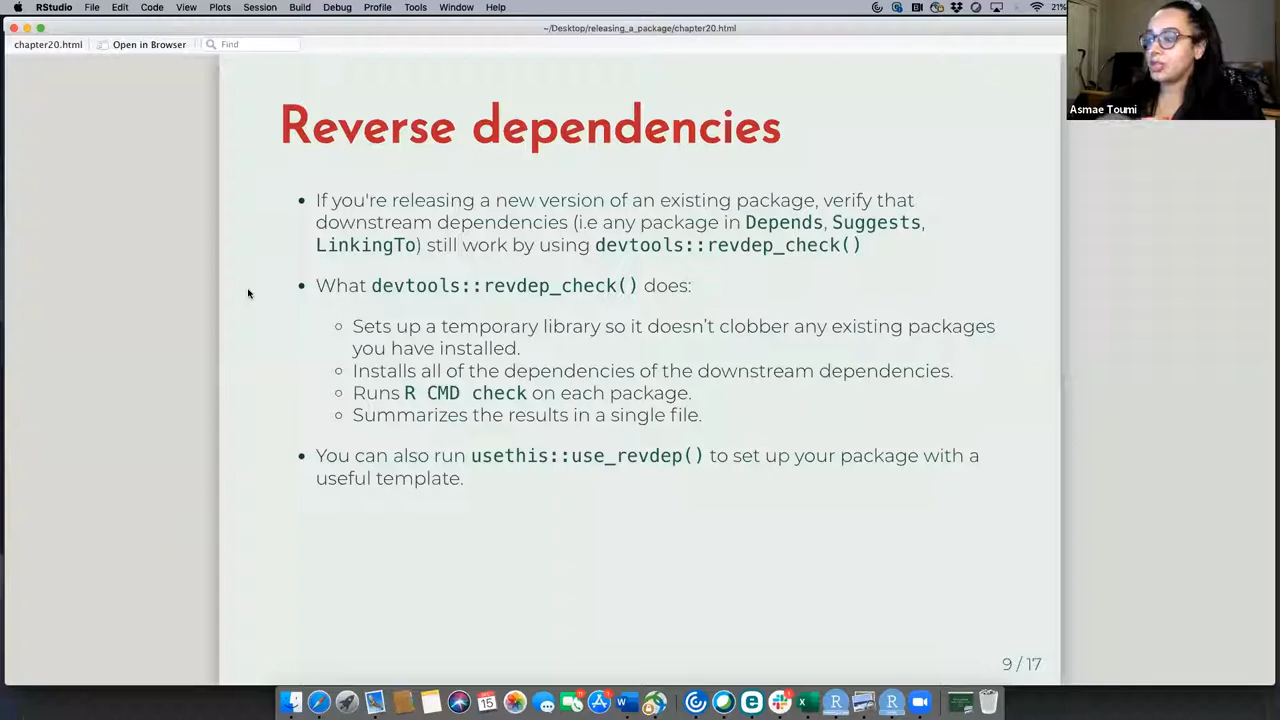 RStudio File Edit Code View Plots Session Build Debug Profile Tools Window Help 21%
~/Desktop/releasing_a_package/chapter20.html
chapter20.html Open in Browser Find
Asmae Toumi
Reverse dependencies
If you're releasing a new version of an existing package, verify that
downstream dependencies (i.e any package in Depends, Suggests,
LinkingTo) still work by using devtools::revdep_check()
What devtools::revdep_check() does:
Sets up a temporary library so it doesn’t clobber any existing packages
you have installed.
Installs all of the dependencies of the downstream dependencies.
Runs R CMD check on each package.
Summarizes the results in a single file.
You can also run usethis::use_revdep() to set up your package with a
useful template.
9 / 17
15